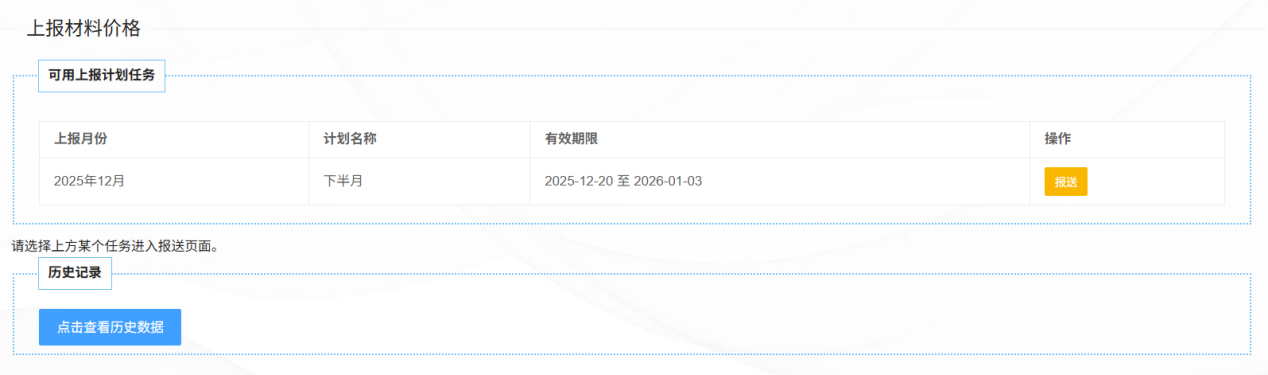 上报材料价格
可用上报计划任务
上报月份 计划名称 有效期限 操作
2025年12月 下半月 2025-12-20 至 2026-01-03 报送
请选择上方某个任务进入报送页面。
历史记录
点击查看历史数据